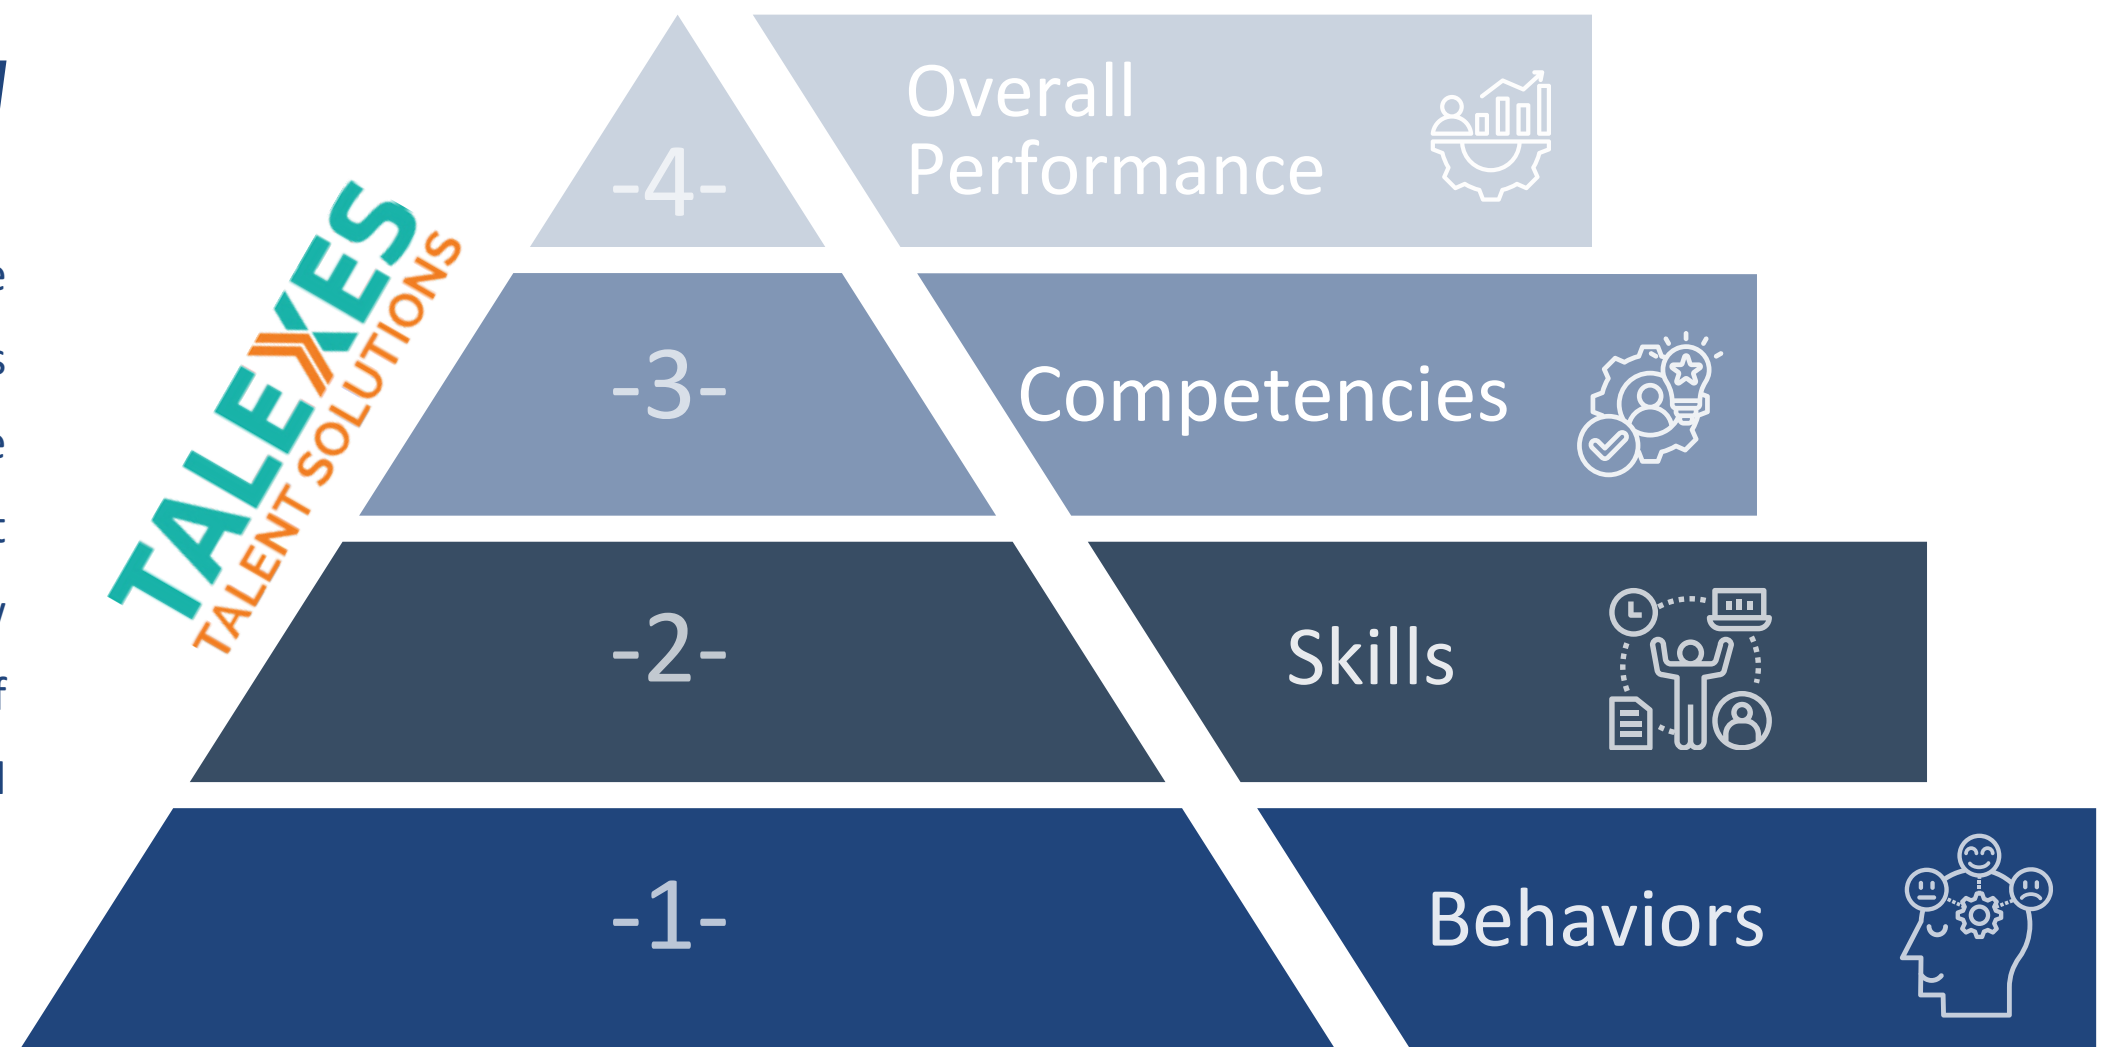 -4-
Overall
Performance
TALEXES
TALENT SOLUTIONS
-3-
Competencies
-2-
Skills
-1-
Behaviors